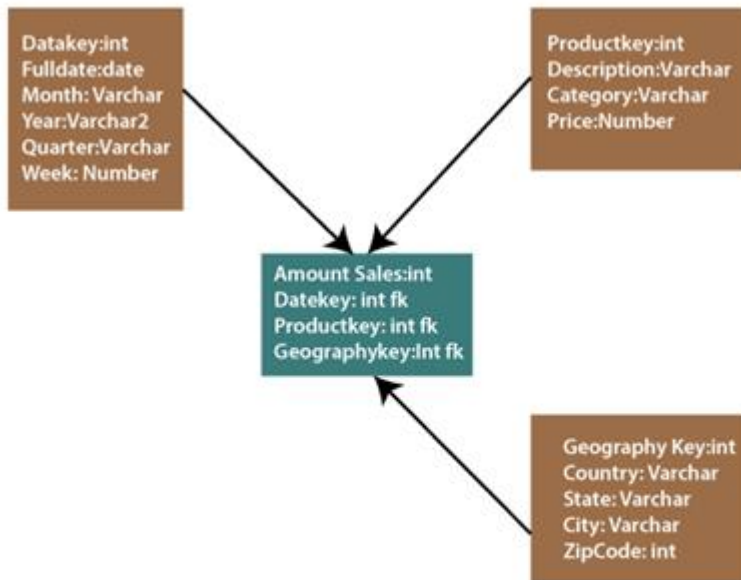 Datakey:int
Fulldate:date
Month: Varchar
Year:Varchar2
Quarter:Varchar
Week: Number
Productkey:int
Description:Varchar
Category:Varchar
Price:Number
Amount Sales:int
Datekey: int fk
Productkey: int fk
Geographykey:Int fk
Geography Key:int
Country: Varchar
State: Varchar
City: Varchar
ZipCode: int